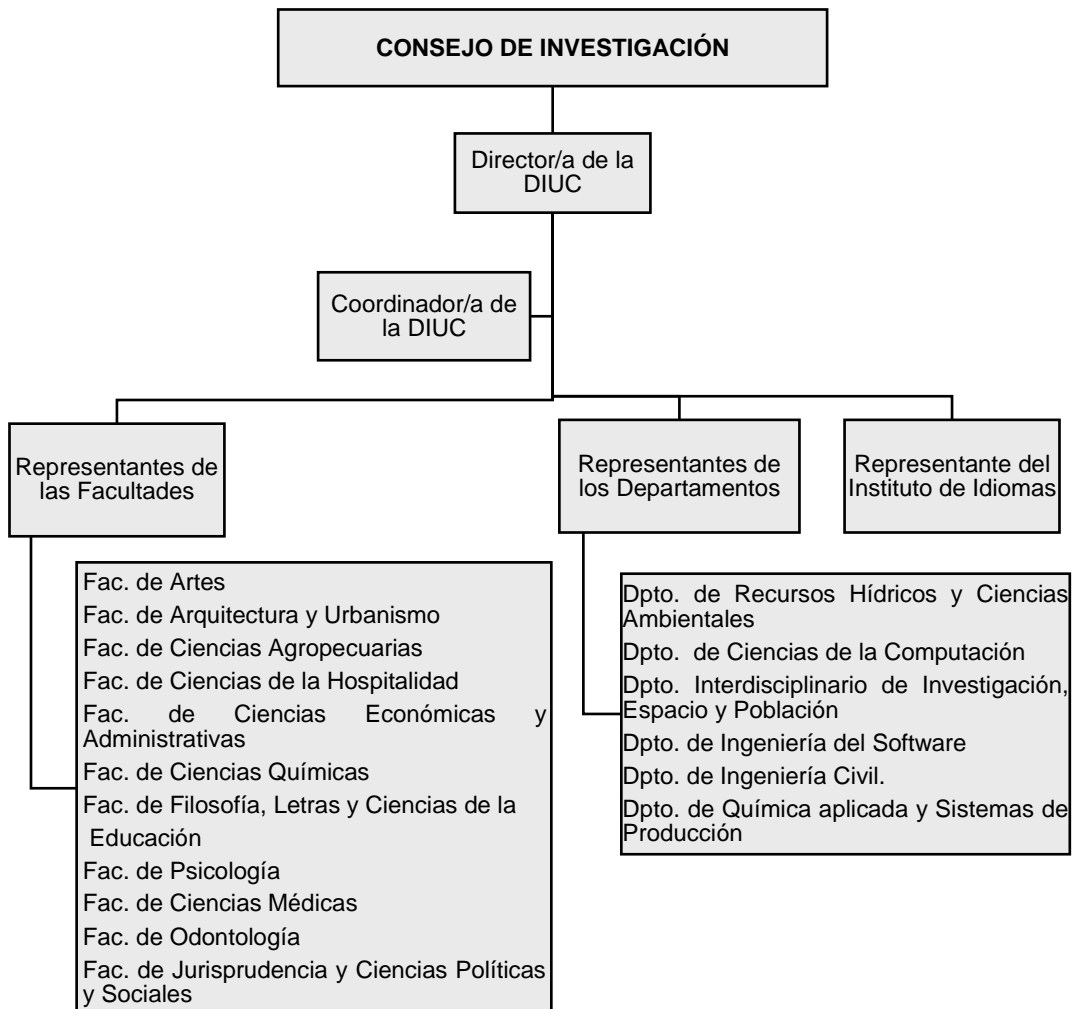 CONSEJO DE INVESTIGACIÓN
Director/a de la
DIUC
Coordinador/a de
la DIUC
Representantes de
las Facultades
Representantes de
los Departamentos
Representante del
Instituto de Idiomas
Fac. de Artes
Fac. de Arquitectura y Urbanismo
Fac. de Ciencias Agropecuarias
Fac. de Ciencias de la Hospitalidad
Fac. de Ciencias Económicas y
Administrativas
Fac. de Ciencias Químicas
Fac. de Filosofía, Letras y Ciencias de la
Educación
Fac. de Psicología
Fac. de Ciencias Médicas
Fac. de Odontología
Fac. de Jurisprudencia y Ciencias Políticas
y Sociales
Dpto. de Recursos Hídricos y Ciencias
Ambientales
Dpto. de Ciencias de la Computación
Dpto. Interdisciplinario de Investigación,
Espacio y Población
Dpto. de Ingeniería del Software
Dpto. de Ingeniería Civil.
Dpto. de Química aplicada y Sistemas de
Producción